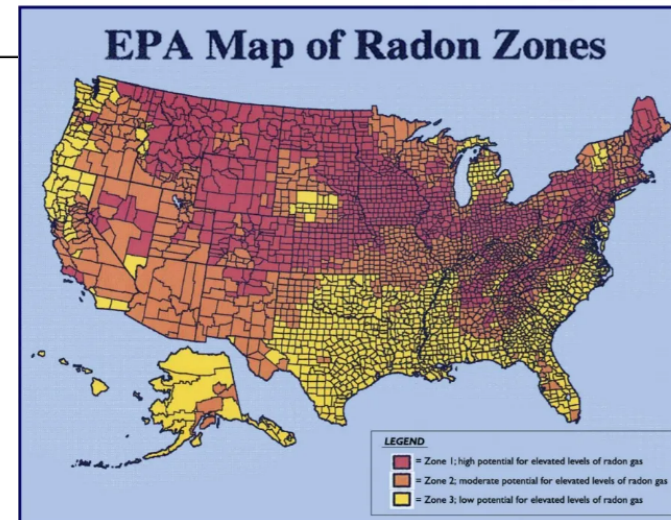 EPA Map of Radon Zones
LEGEND
= Zone 1; high potential for elevated levels of radon gas
= Zone 2; moderate potential for elevated levels of radon gas
= Zone 3; low potential for elevated levels of radon gas